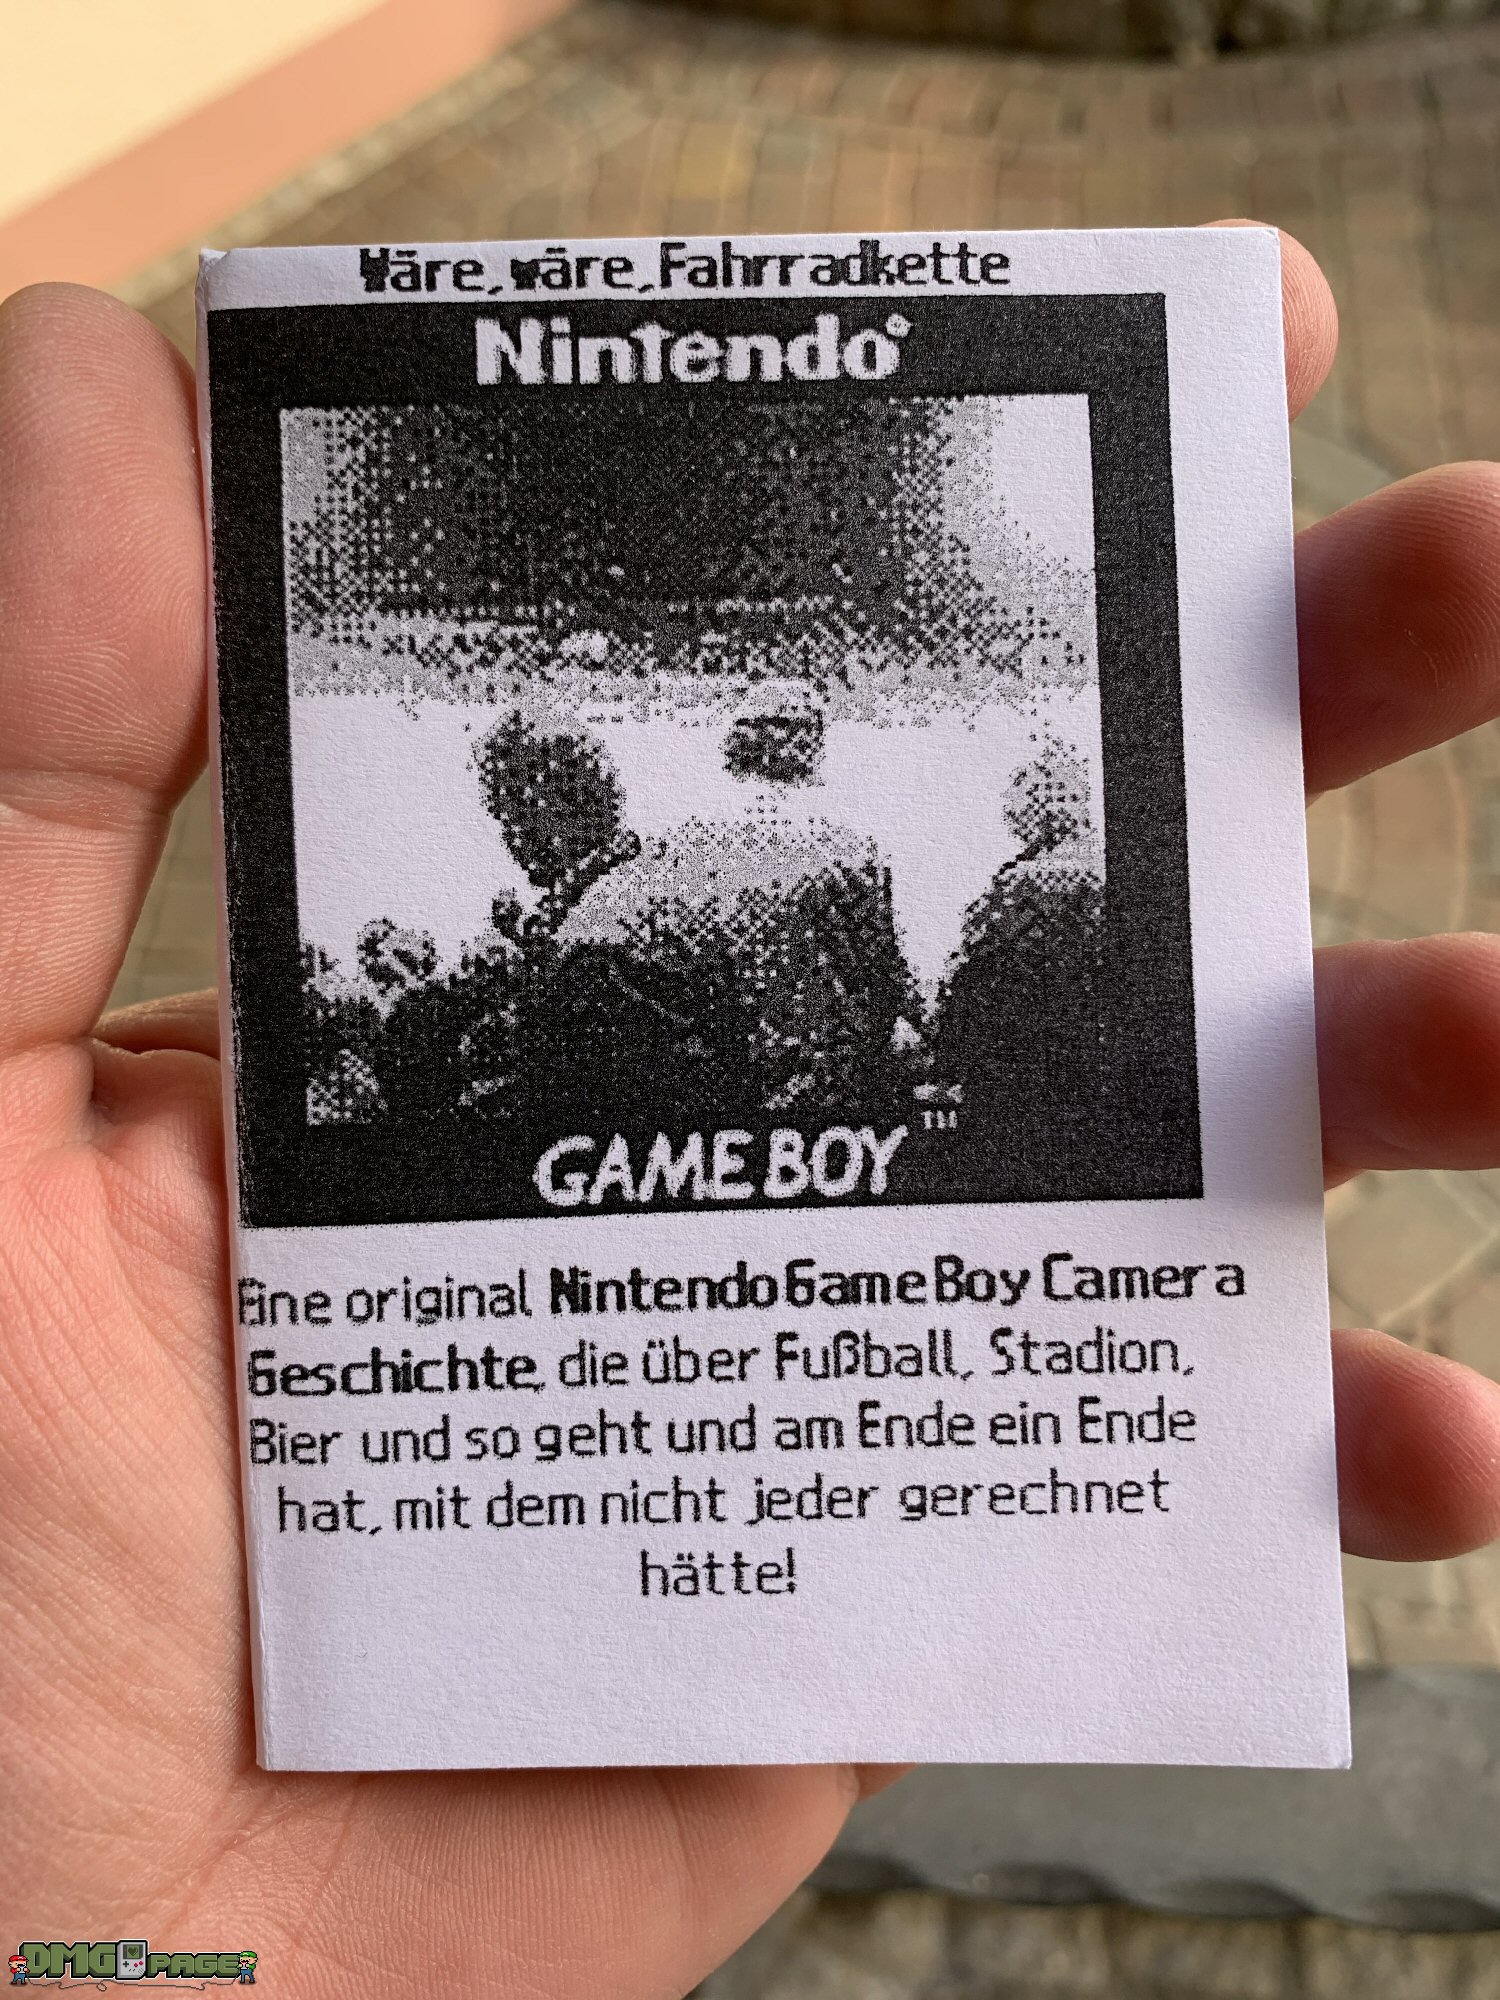 Wäre, wäre, Fahrradkette
Nintendo®
GAME BOY™
Eine original Nintendo Game Boy Camera
Geschichte, die über Fußball, Stadion,
Bier und so geht und am Ende ein Ende
hat, mit dem nicht jeder gerechnet
hätte!
DMG PAGE